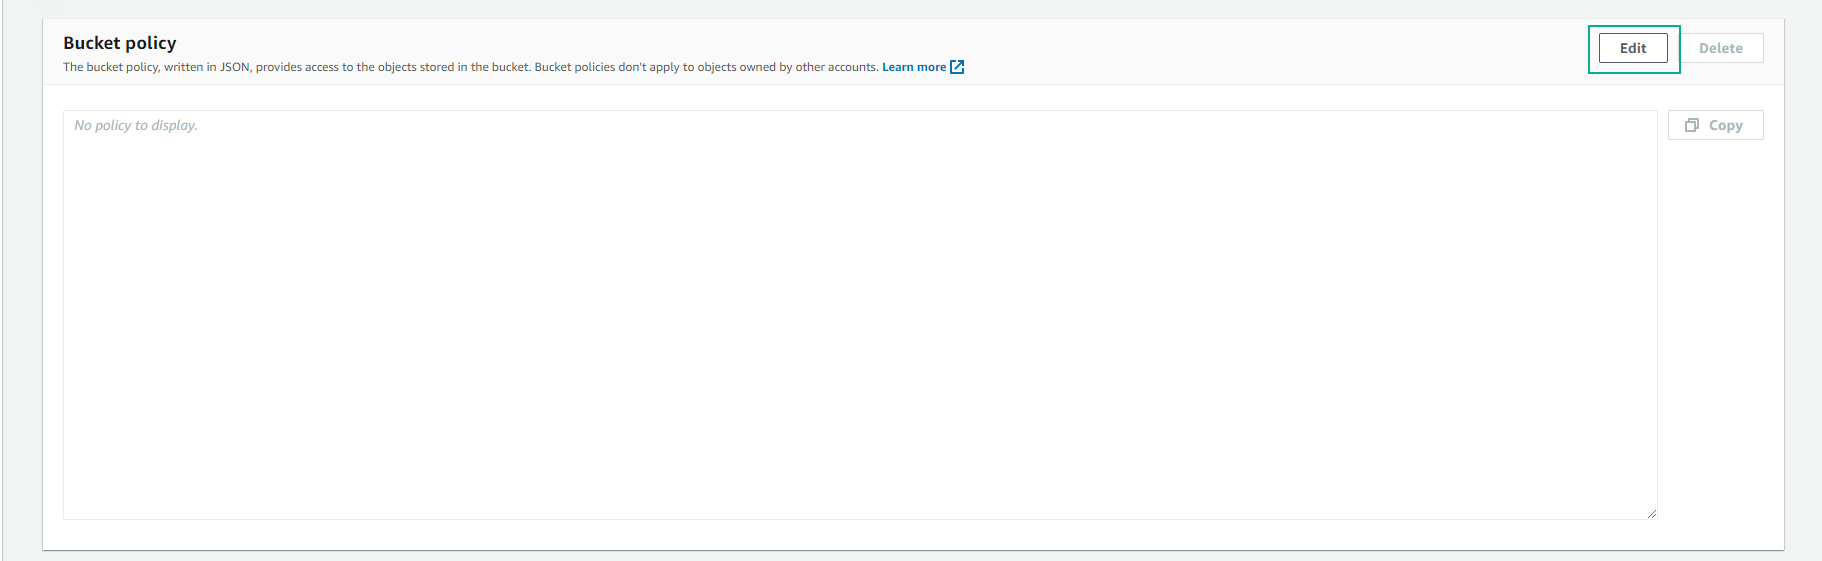 Bucket policy
Edit
Delete
The bucket policy, written in JSON, provides access to the objects stored in the bucket. Bucket policies don't apply to objects owned by other accounts. Learn more
No policy to display.
Copy